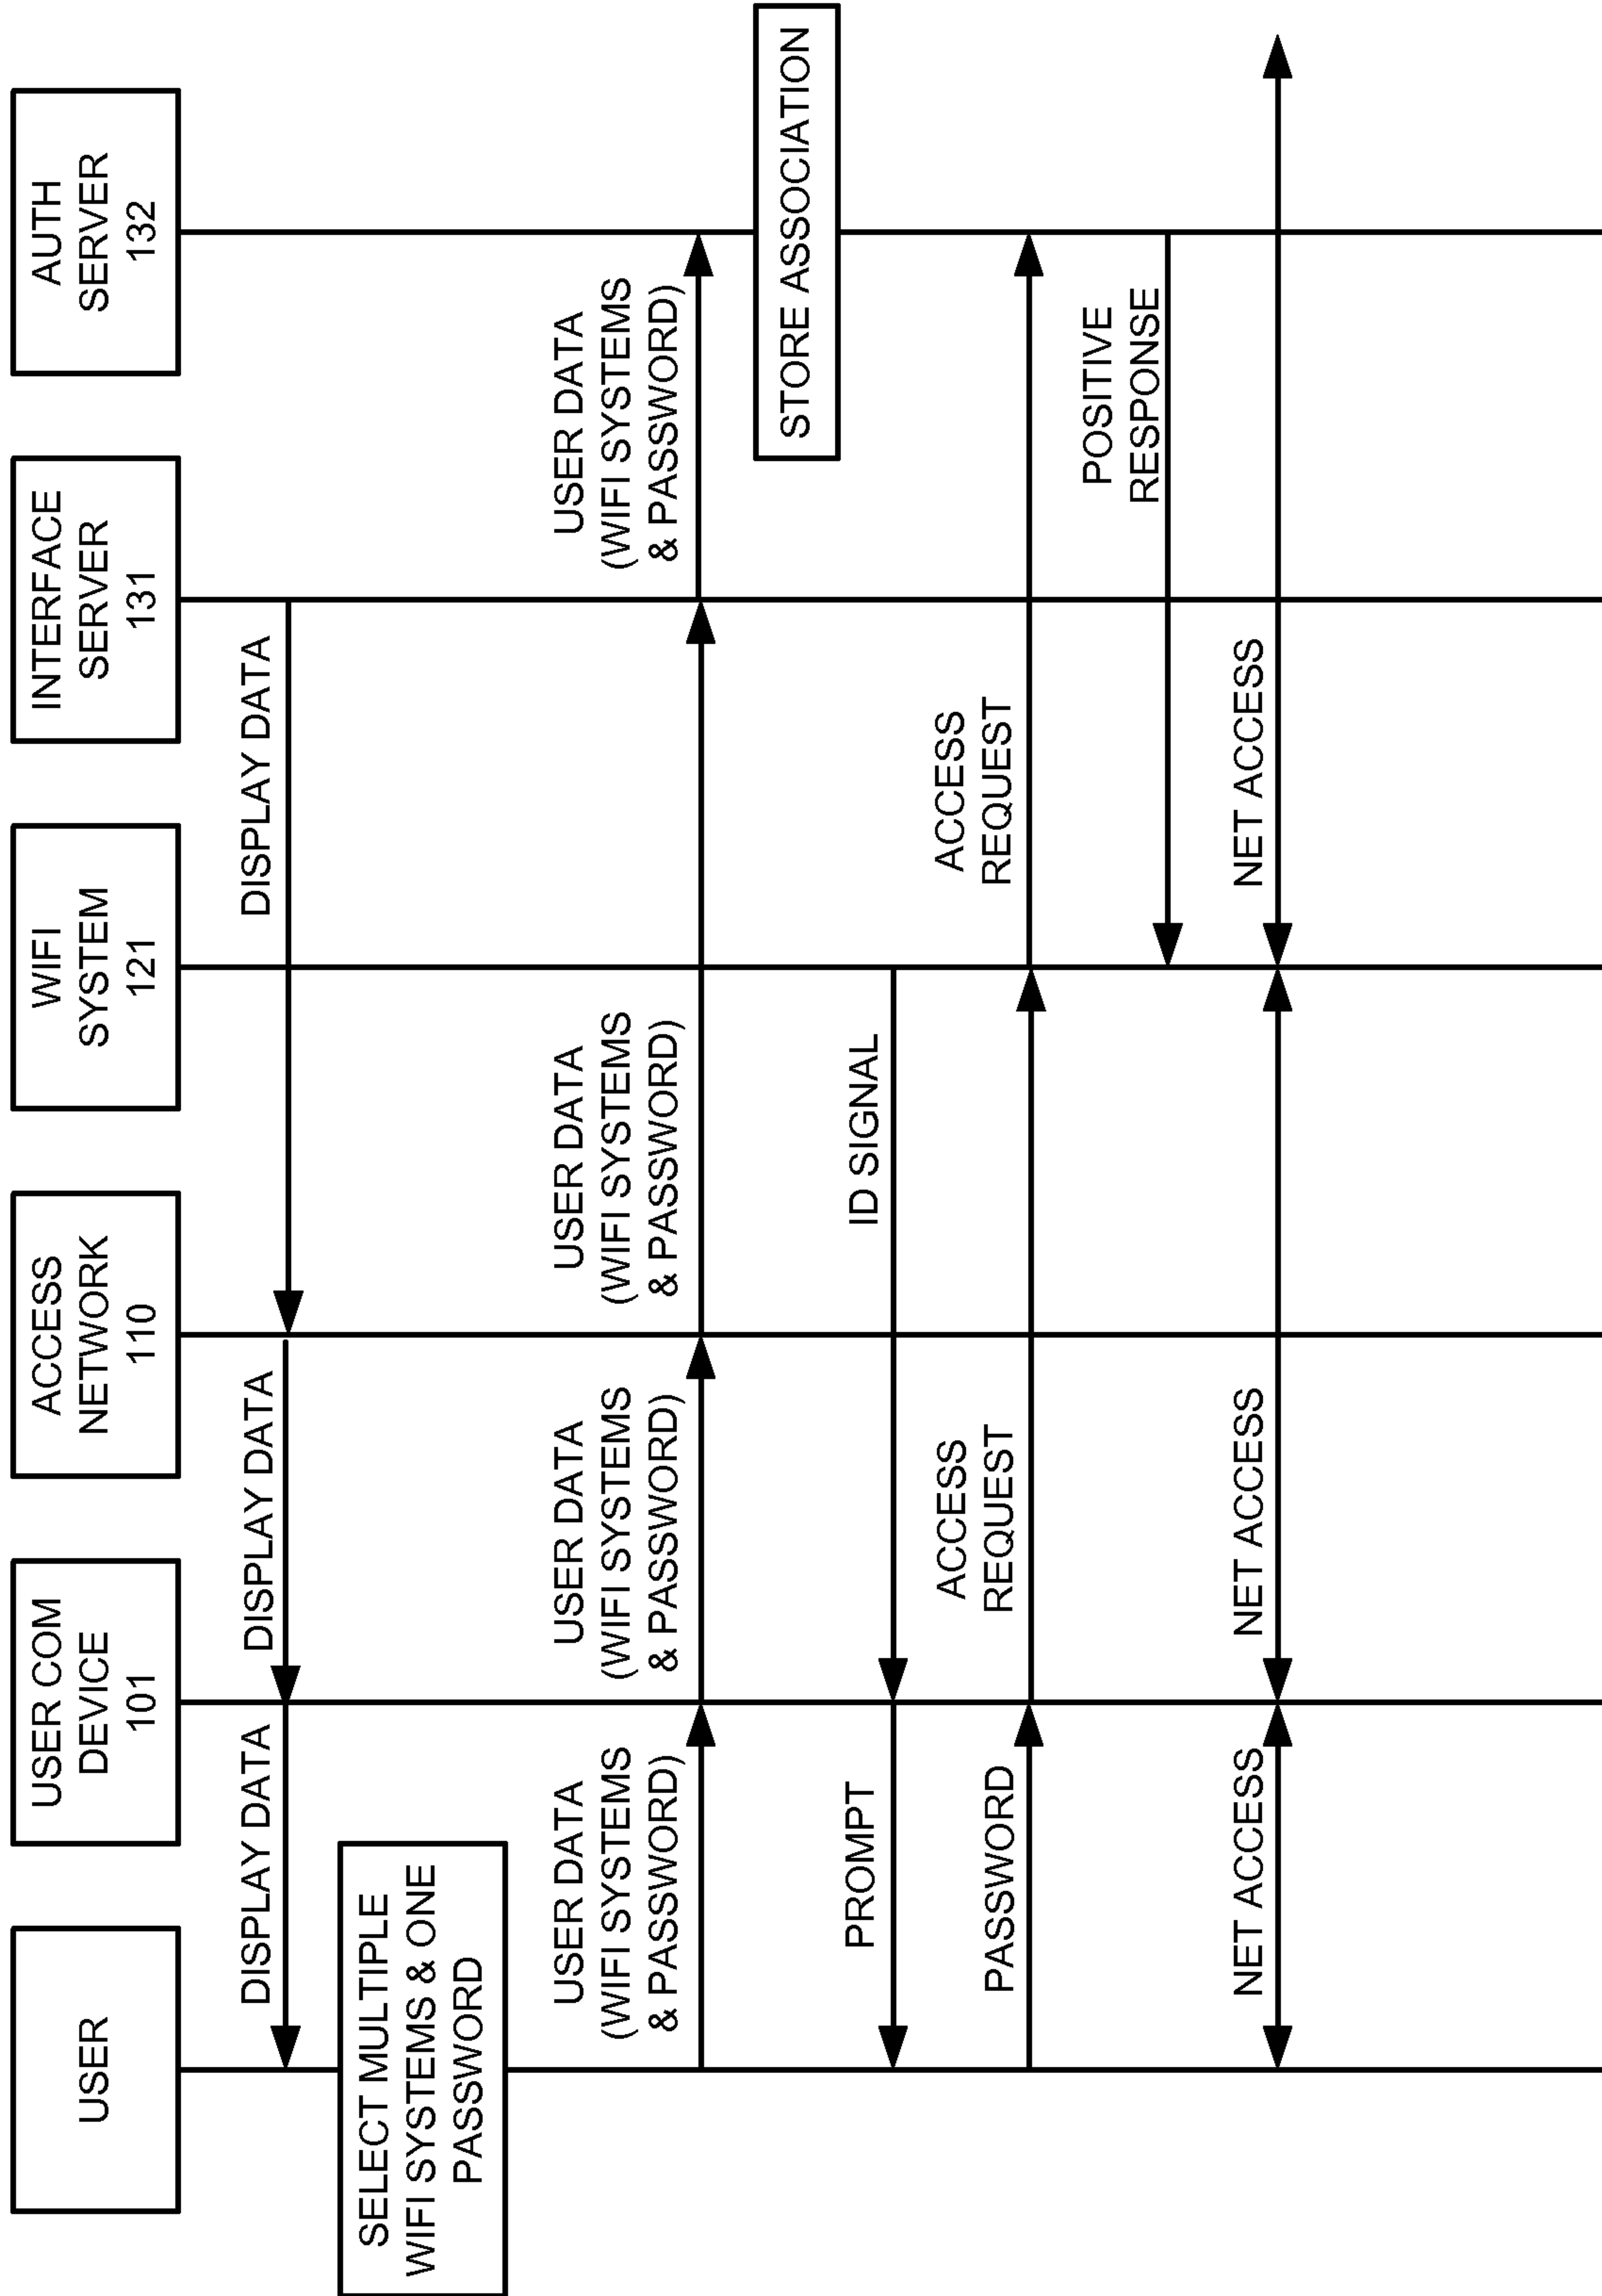 USER
USER COM
DEVICE
101
ACCESS
NETWORK
110
WIFI
SYSTEM
121
INTERFACE
SERVER
131
AUTH
SERVER
132
DISPLAY DATA
DISPLAY DATA
DISPLAY DATA
SELECT MULTIPLE
WIFI SYSTEMS & ONE
PASSWORD
USER DATA
(WIFI SYSTEMS
& PASSWORD)
USER DATA
(WIFI SYSTEMS
& PASSWORD)
USER DATA
(WIFI SYSTEMS
& PASSWORD)
USER DATA
(WIFI SYSTEMS
& PASSWORD)
STORE ASSOCIATION
PROMPT
ID SIGNAL
PASSWORD
ACCESS
REQUEST
ACCESS
REQUEST
POSITIVE
RESPONSE
NET ACCESS
NET ACCESS
NET ACCESS